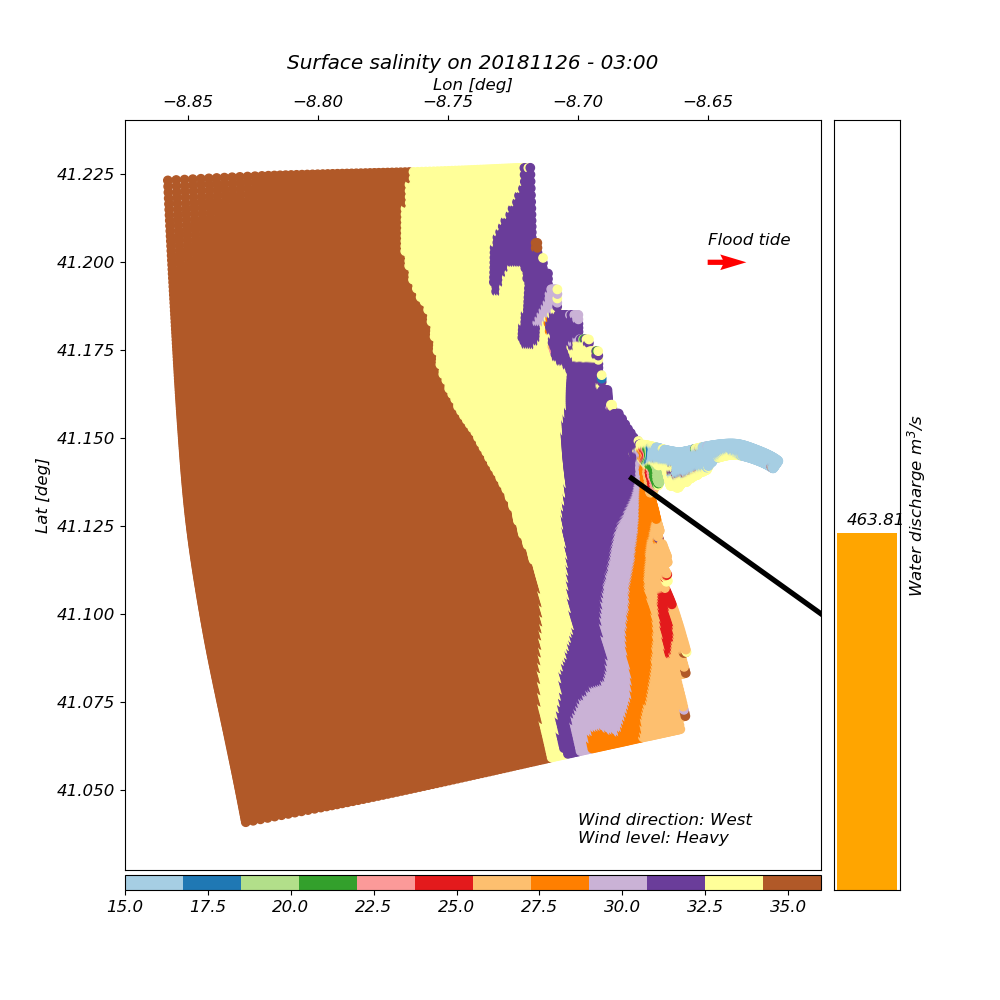 Surface salinity on 20181126 - 03:00
Lon [deg]
−8.85 −8.80 −8.75 −8.70 −8.65
41.225
41.200
41.175
41.150
41.125
41.100
41.075
41.050
Lat [deg]
Flood tide
Wind direction: West
Wind level: Heavy
463.81
Water discharge m³/s
15.0 17.5 20.0 22.5 25.0 27.5 30.0 32.5 35.0